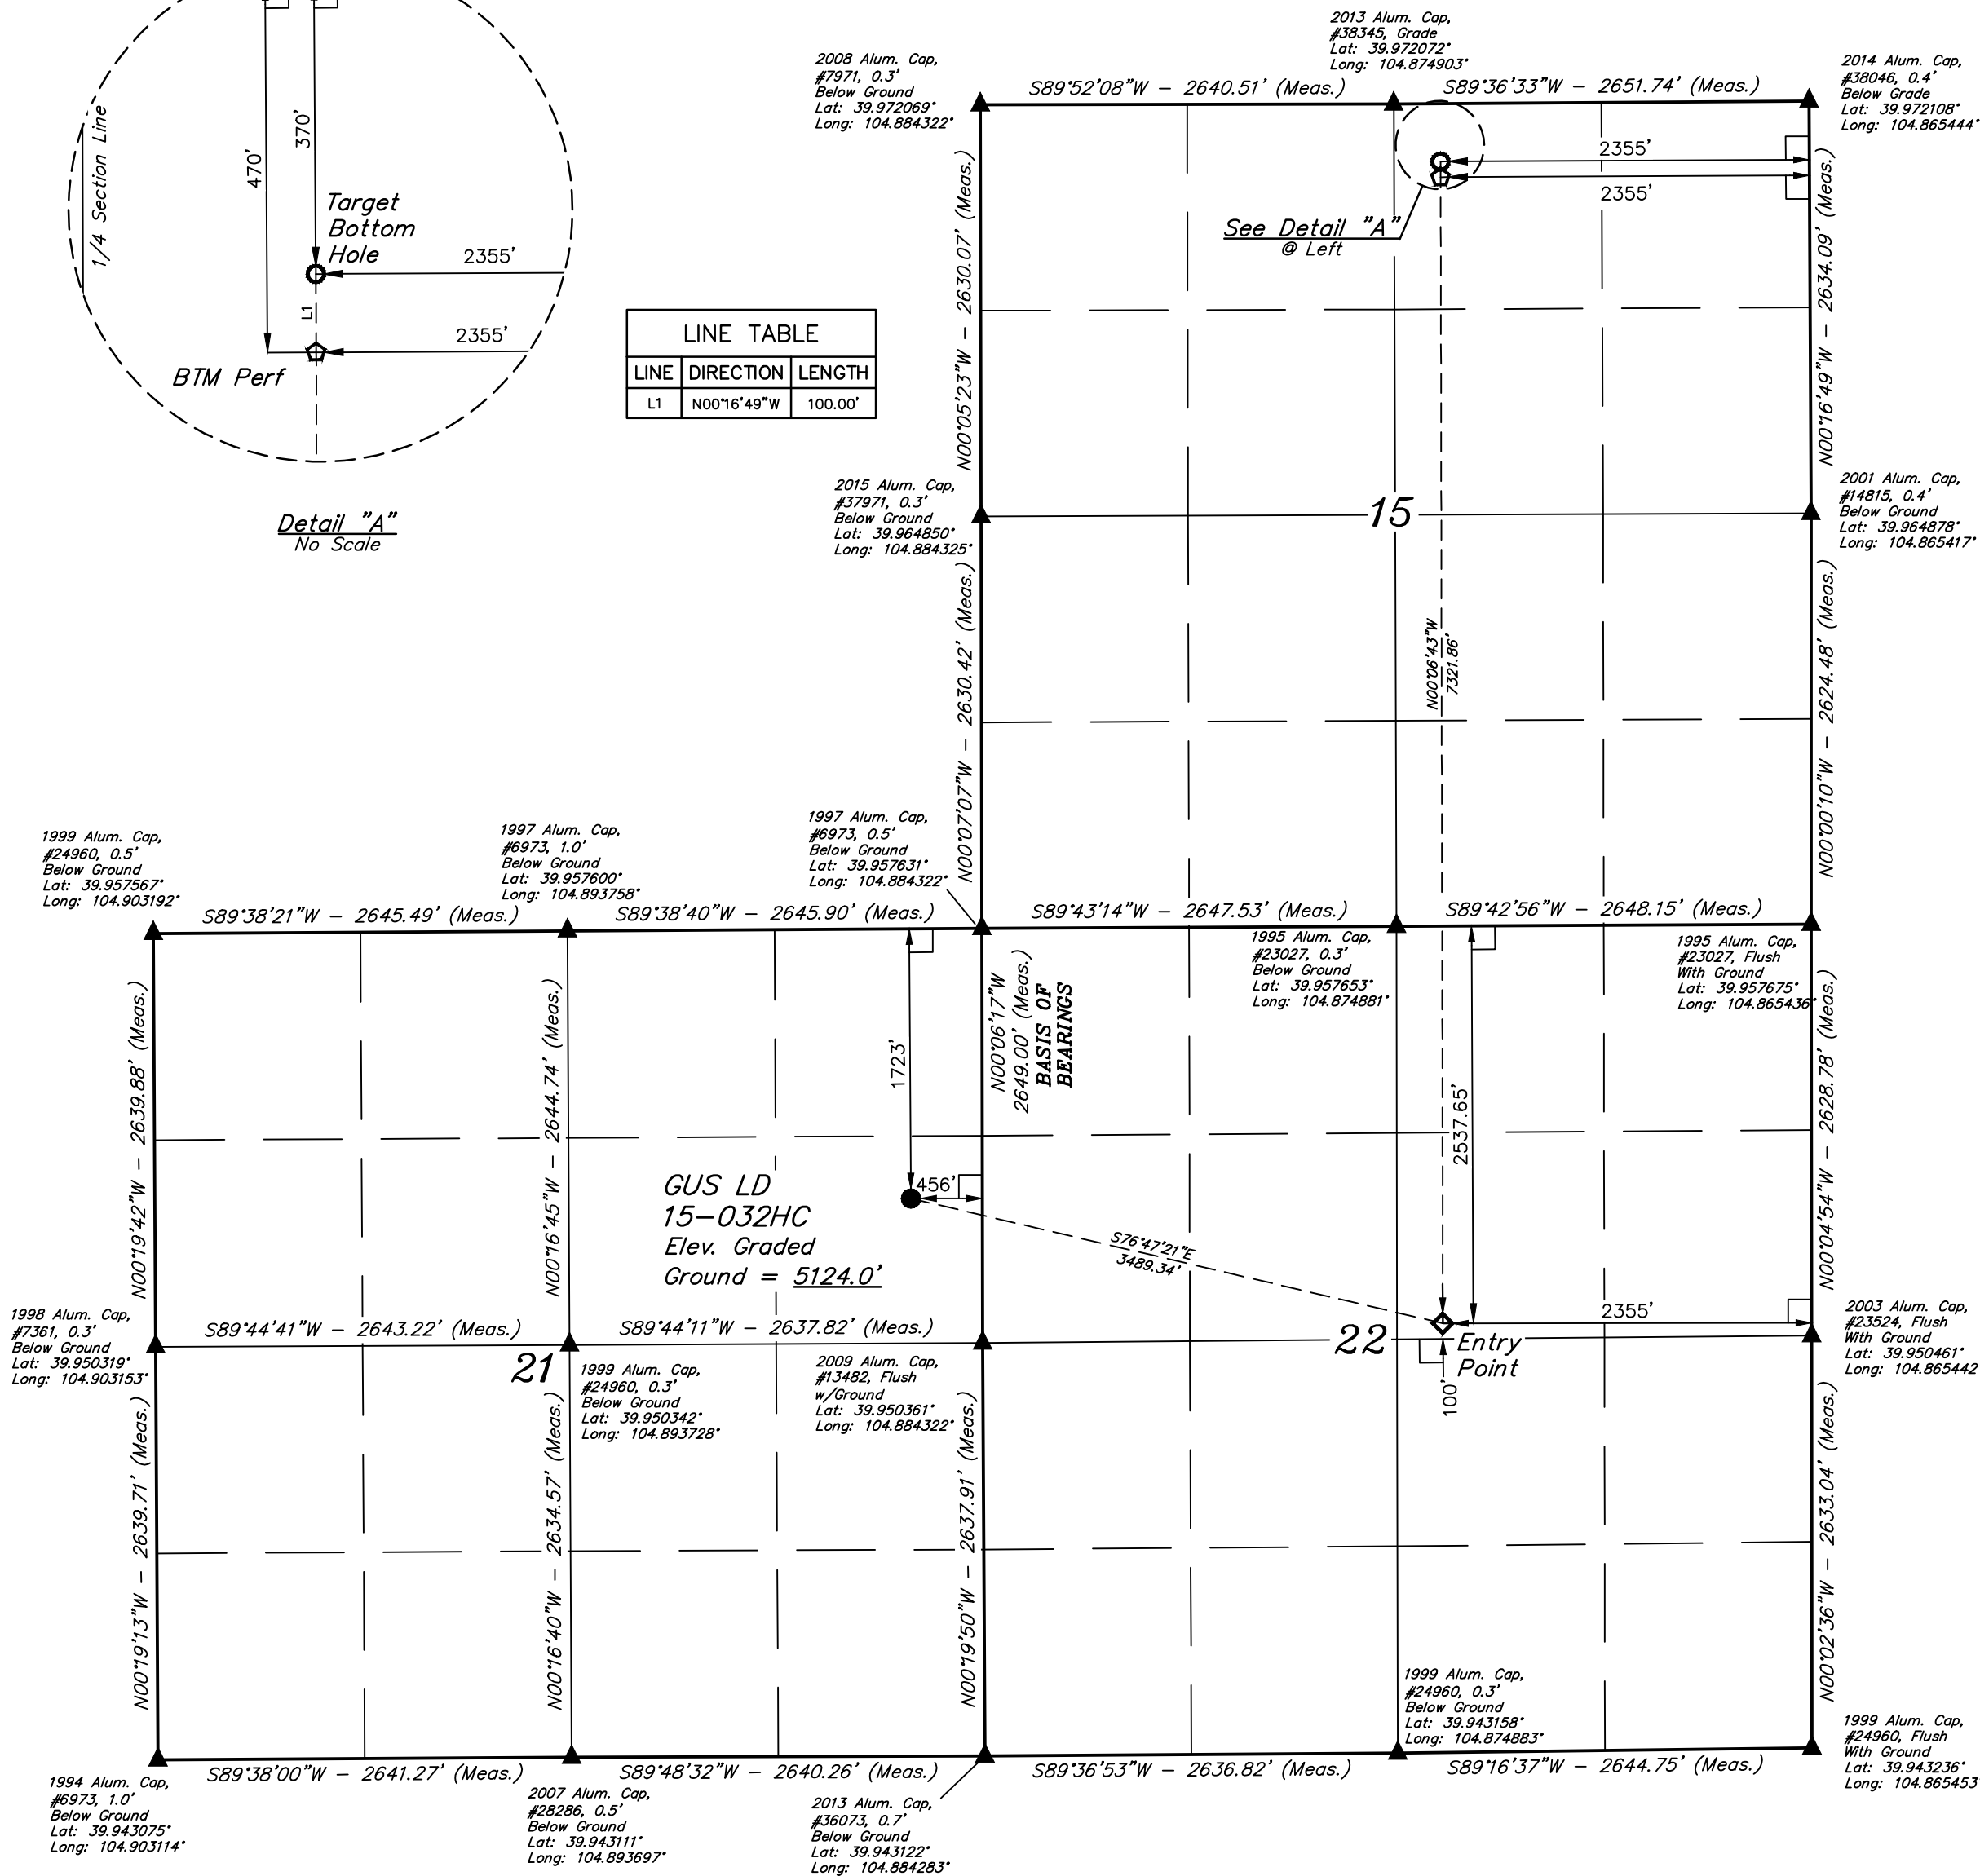 1/4 Section Line
470'
370'
Target
Bottom
Hole
2355'
L1
2355'
BTM Perf
Detail "A"
No Scale
LINE TABLE
LINE DIRECTION LENGTH
L1 N00°16'49"W 100.00'
2008 Alum. Cap,
#7971, 0.3'
Below Ground
Lat: 39.972069°
Long: 104.884322°
2013 Alum. Cap,
#38345, Grade
Lat: 39.972072°
Long: 104.874903°
2014 Alum. Cap,
#38046, 0.4'
Below Grade
Lat: 39.972108°
Long: 104.865444°
S89°52'08"W - 2640.51' (Meas.)
S89°36'33"W - 2651.74' (Meas.)
2355'
2355'
See Detail "A"
@ Left
N00°05'23"W - 2630.07' (Meas.)
N00°16'49"W - 2634.09' (Meas.)
2015 Alum. Cap,
#37971, 0.3'
Below Ground
Lat: 39.964850°
Long: 104.884325°
15
2001 Alum. Cap,
#14815, 0.4'
Below Ground
Lat: 39.964878°
Long: 104.865417°
N00°07'07"W - 2630.42' (Meas.)
N00°06'43"W
7321.86'
N00°00'10"W - 2624.48' (Meas.)
1999 Alum. Cap,
#24960, 0.5'
Below Ground
Lat: 39.957567°
Long: 104.903192°
1997 Alum. Cap,
#6973, 1.0'
Below Ground
Lat: 39.957600°
Long: 104.893758°
1997 Alum. Cap,
#6973, 0.5'
Below Ground
Lat: 39.957631°
Long: 104.884322°
S89°38'21"W - 2645.49' (Meas.)
S89°38'40"W - 2645.90' (Meas.)
S89°43'14"W - 2647.53' (Meas.)
S89°42'56"W - 2648.15' (Meas.)
1995 Alum. Cap,
#23027, 0.3'
Below Ground
Lat: 39.957653°
Long: 104.874881°
1995 Alum. Cap,
#23027, Flush
With Ground
Lat: 39.957675°
Long: 104.865436°
N00°19'42"W - 2639.88' (Meas.)
N00°16'45"W - 2644.74' (Meas.)
1723'
N00°06'17"W
2649.00' (Meas.)
BASIS OF
BEARINGS
2537.65'
N00°04'54"W - 2628.78' (Meas.)
GUS LD
15-032HC
Elev. Graded
Ground = 5124.0'
456'
S76°47'21"E
3489.34'
2355'
Entry
Point
100'
1998 Alum. Cap,
#7361, 0.3'
Below Ground
Lat: 39.950319°
Long: 104.903153°
S89°44'41"W - 2643.22' (Meas.)
S89°44'11"W - 2637.82' (Meas.)
21
22
1999 Alum. Cap,
#24960, 0.3'
Below Ground
Lat: 39.950342°
Long: 104.893728°
2009 Alum. Cap,
#13482, Flush
w/Ground
Lat: 39.950361°
Long: 104.884322°
2003 Alum. Cap,
#23524, Flush
With Ground
Lat: 39.950461°
Long: 104.865442
N00°19'13"W - 2639.71' (Meas.)
N00°16'40"W - 2634.57' (Meas.)
N00°19'50"W - 2637.91' (Meas.)
N00°02'36"W - 2633.04' (Meas.)
1999 Alum. Cap,
#24960, 0.3'
Below Ground
Lat: 39.943158°
Long: 104.874883°
1999 Alum. Cap,
#24960, Flush
With Ground
Lat: 39.943236°
Long: 104.865453
S89°38'00"W - 2641.27' (Meas.)
S89°48'32"W - 2640.26' (Meas.)
S89°36'53"W - 2636.82' (Meas.)
S89°16'37"W - 2644.75' (Meas.)
1994 Alum. Cap,
#6973, 1.0'
Below Ground
Lat: 39.943075°
Long: 104.903114°
2007 Alum. Cap,
#28286, 0.5'
Below Ground
Lat: 39.943111°
Long: 104.893697°
2013 Alum. Cap,
#36073, 0.7'
Below Ground
Lat: 39.943122°
Long: 104.884283°